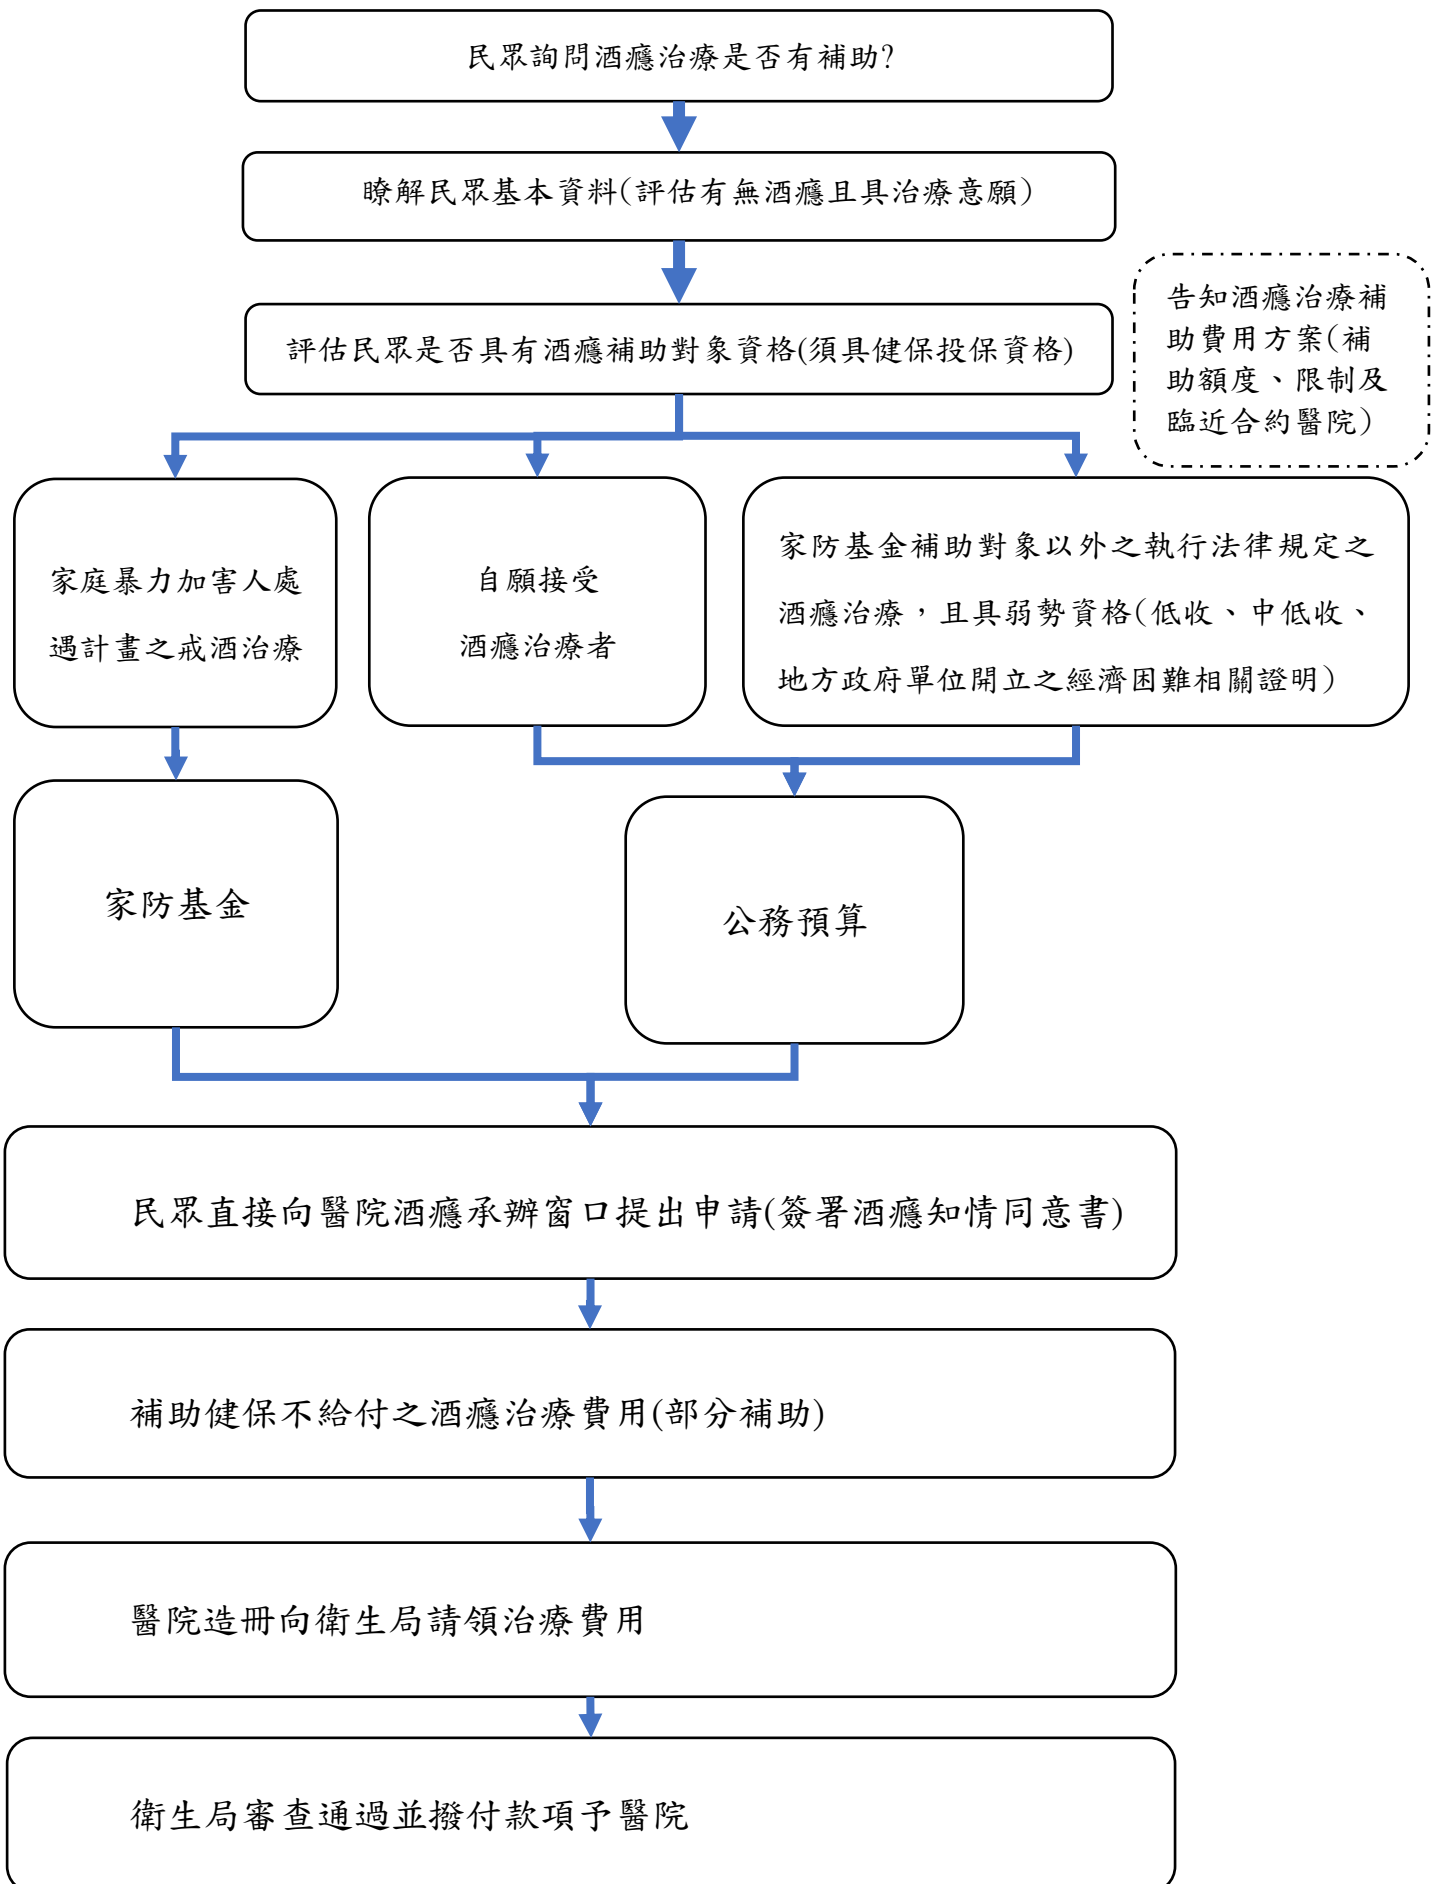 民眾詢問酒癮治療是否有補助?
瞭解民眾基本資料(評估有無酒癮且具治療意願)
評估民眾是否具有酒癮補助對象資格(須具健保投保資格)
告知酒癮治療補
助費用方案(補
助額度、限制及
臨近合約醫院)
家庭暴力加害人處
遇計畫之戒酒治療
自願接受
酒癮治療者
家防基金補助對象以外之執行法律規定之
酒癮治療，且具弱勢資格(低收、中低收、
地方政府單位開立之經濟困難相關證明)
家防基金
公務預算
民眾直接向醫院酒癮承辦窗口提出申請(簽署酒癮知情同意書)
補助健保不給付之酒癮治療費用(部分補助)
醫院造冊向衛生局請領治療費用
衛生局審查通過並撥付款項予醫院